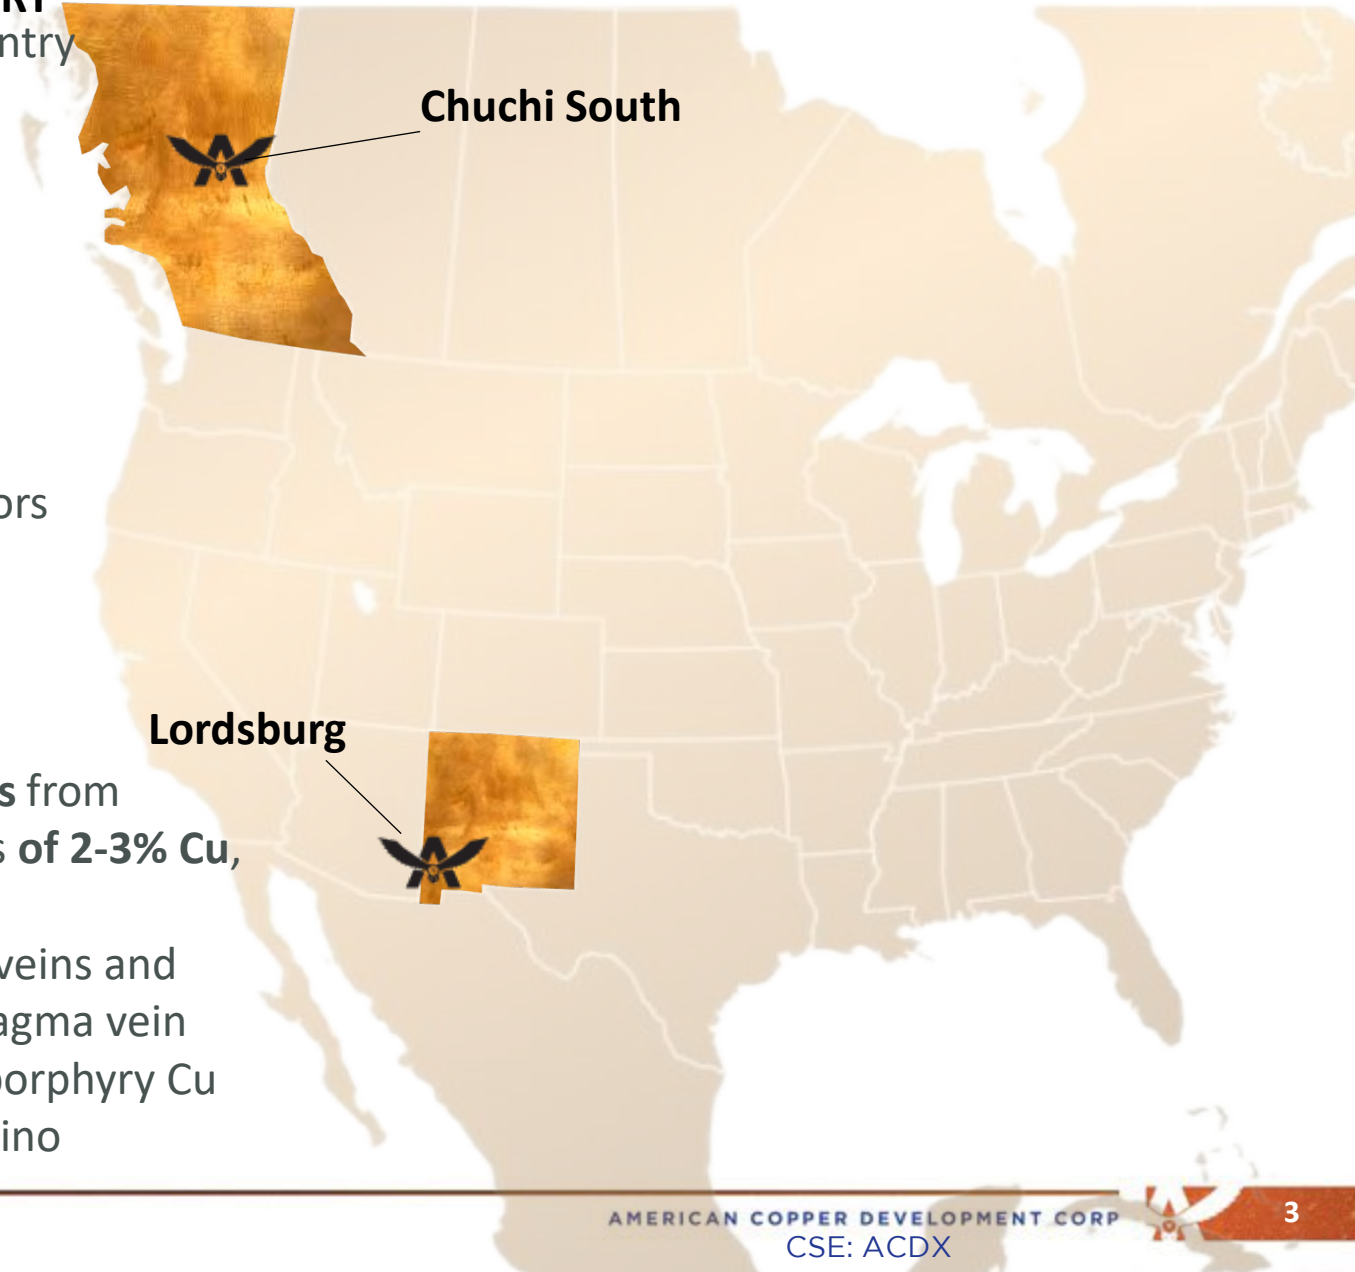 RT
ntry
Chuchi South
ors
Lordsburg
s from
s of 2-3% Cu,
veins and
agma vein
porphyry Cu
ino
AMERICAN COPPER DEVELOPMENT CORP
3
CSE: ACDX